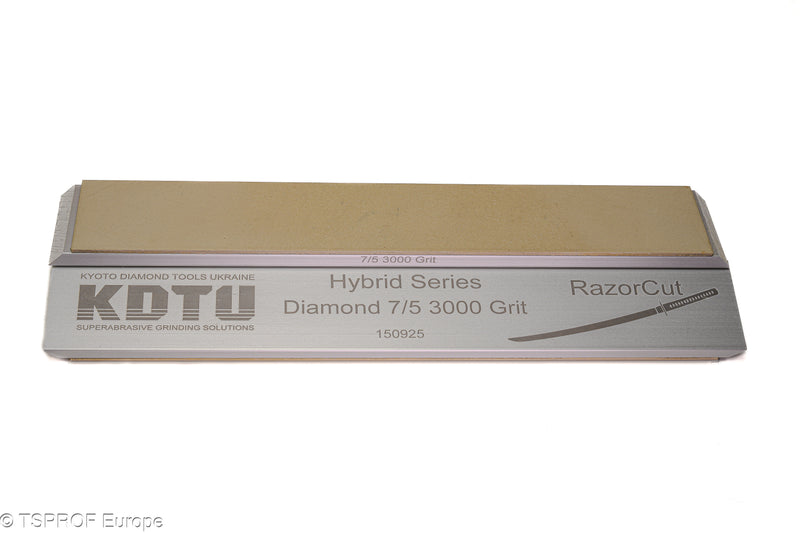 7/5 3000 Grit
KYOTO DIAMOND TOOLS UKRAINE
KDTU
SUPERABRASIVE GRINDING SOLUTIONS
Hybrid Series
Diamond 7/5 3000 Grit
150925
RazorCut
© TSPROF Europe